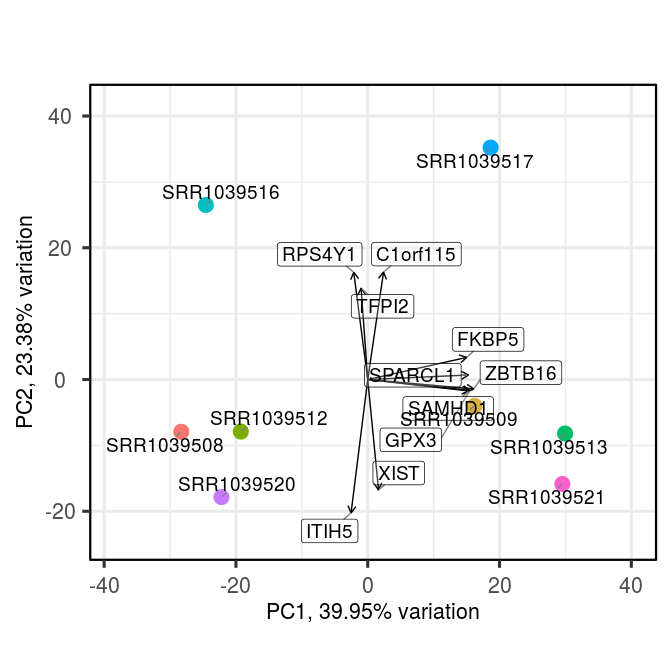 40
20
0
-20
PC2, 23.38% variation
SRR1039517
SRR1039516
RPS4Y1
C1orf115
TFPI2
FKBP5
SPARCL1
ZBTB16
SAMHD1
SRR1039509
SRR1039512
SRR1039508
GPX3
SRR1039513
XIST
SRR1039520
SRR1039521
ITIH5
-40
-20
0
20
40
PC1, 39.95% variation